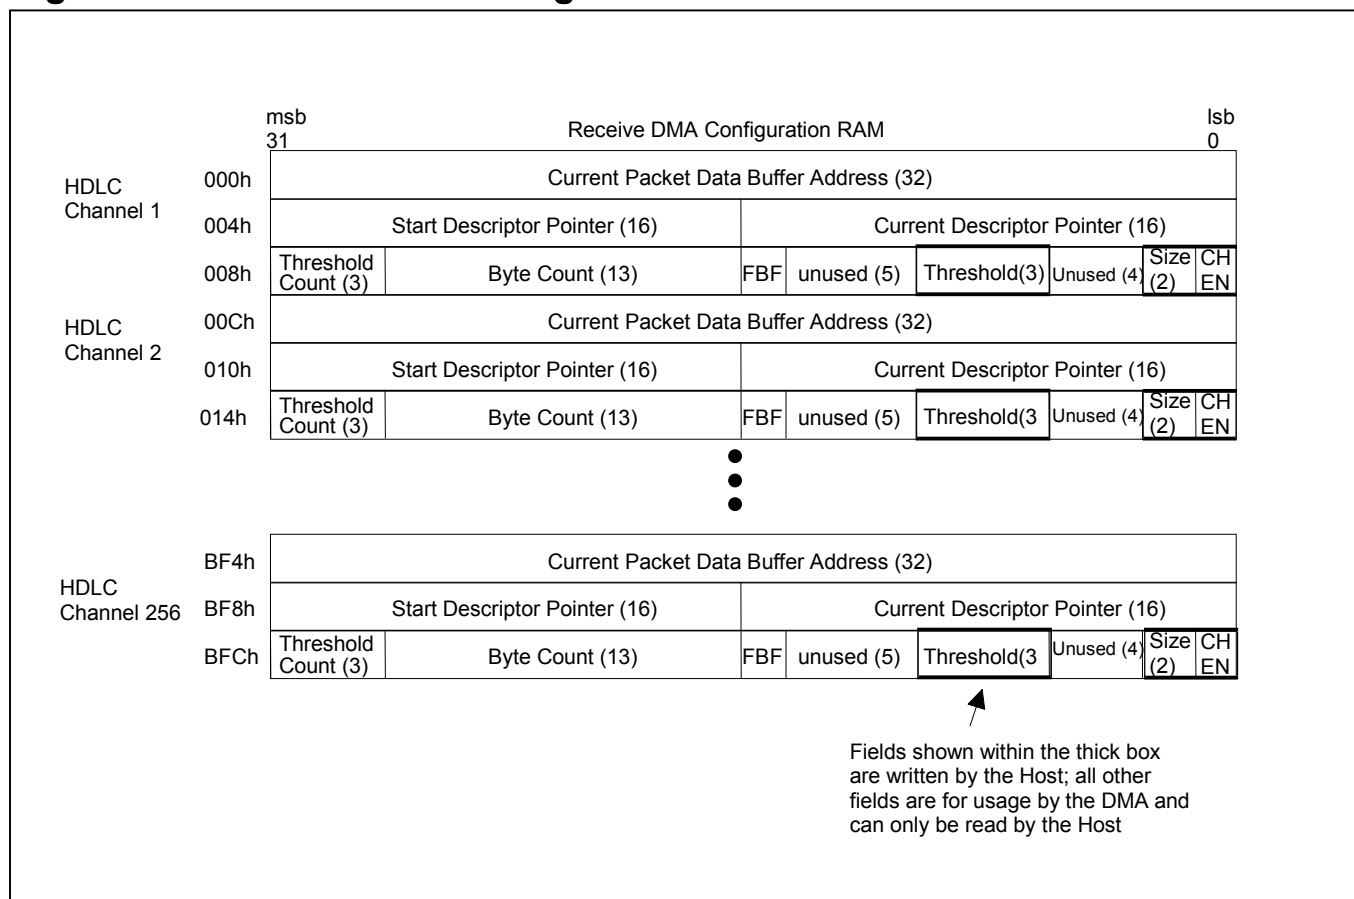 msb
31
Receive DMA Configuration RAM
lsb
0
HDLC
Channel 1
000h
Current Packet Data Buffer Address (32)
004h
Start Descriptor Pointer (16)
Current Descriptor Pointer (16)
008h
Threshold
Count (3)
Byte Count (13)
FBF
unused (5)
Threshold(3)
Unused (4)
Size
(2)
CH
EN
HDLC
Channel 2
00Ch
Current Packet Data Buffer Address (32)
010h
Start Descriptor Pointer (16)
Current Descriptor Pointer (16)
014h
Threshold
Count (3)
Byte Count (13)
FBF
unused (5)
Threshold(3
Unused (4)
Size
(2)
CH
EN
HDLC
Channel 256
BF4h
Current Packet Data Buffer Address (32)
BF8h
Start Descriptor Pointer (16)
Current Descriptor Pointer (16)
BFCh
Threshold
Count (3)
Byte Count (13)
FBF
unused (5)
Threshold(3
Unused (4)
Size
(2)
CH
EN
Fields shown within the thick box
are written by the Host; all other
fields are for usage by the DMA and
can only be read by the Host